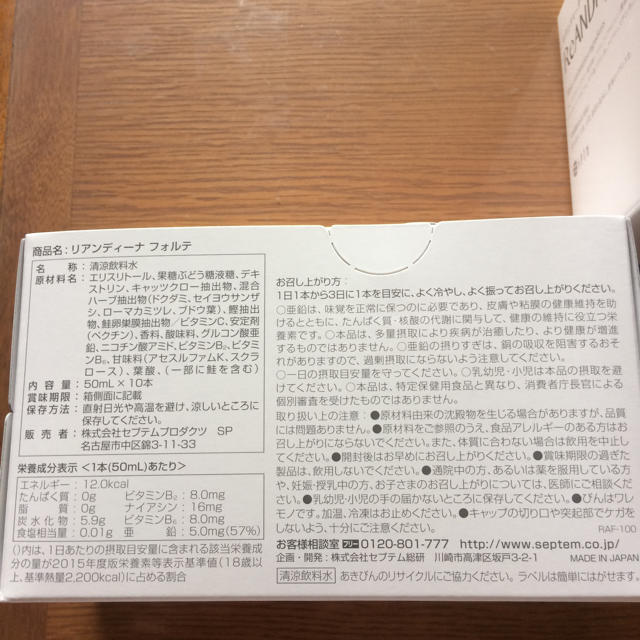 ReAND
商品名: リアンディーナ フォルテ
名　称 :清涼飲料水
原材料名: エリスリトール、果糖ぶどう糖液糖、デキ
ストリン、キャッツクロー抽出物、混合
ハーブ抽出物(ドクダミ、セイヨウサンザ
シ、ローマカミツレ、ブドウ葉)、鰹抽出
物、鮭卵巣膜抽出物/ビタミンC、安定剤
(ペクチン)、香料、酸味料、グルコン酸亜
鉛、ニコチン酸アミド、ビタミンB₂、ビタミ
ンB₆、甘味料(アセスルファムK、スクラ
ロース)、葉酸、(一部に鮭を含む)
内 容 量 :50mL×10本
賞味期限:箱側面に記載
保存方法:直射日光や高温を避け、涼しいところに
保存してください。
販 売 者:株式会社セプテムプロダクツ SP
名古屋市中区錦3-11-33
栄養成分表示 <1本(50mL)あたり>
エネルギー : 12.0kcal
たんぱく質: 0g ビタミンB₂ : 8.0mg
脂　質: 0g ナイアシン : 16mg
炭水化物: 5.9g ビタミンB₆ : 8.0mg
食塩相当量: 0.01g 亜　鉛 : 5.0mg(57%)
()内は、1日あたりの摂取目安量に含まれる該当栄養成
分の量が2015年度版栄養素等表示基準値(18歳以
上、基準熱量2,200kcal)に占める割合
お召し上がり方:
1日1本から3日に1本を目安に、よく冷やし、よく振ってお召し上がりください。
○亜鉛は、味覚を正常に保つのに必要であり、皮膚や粘膜の健康維持を助
けるとともに、たんぱく質・核酸の代謝に関与して、健康の維持に役立つ栄
養素です。○本品は、多量摂取により疾病が治癒したり、より健康が増進
するものではありません。○亜鉛の摂りすぎは、銅の吸収を阻害するおそ
れがありますので、過剰摂取にならないよう注意してください。
○一日の摂取目安量を守ってください。○乳幼児・小児は本品の摂取を避
けてください。○本品は、特定保健用食品と異なり、消費者庁長官による
個別審査を受けたものではありません。
取り扱い上の注意:●原材料由来の沈殿物を生じる場合がありますが、品質
には問題ありません。●原材料をご参照のうえ、食品アレルギーのある方はお
召し上がりにならないでください。また、体質に合わない場合は飲用を中止し
てください。●開封後はお早めにお召し上がりください。●賞味期限の過ぎた
製品は、飲用しないでください。●通院中の方、あるいは薬を服用している方
や、妊娠・授乳中の方、お子さまのお召し上がりについては、医師にご相談くだ
さい。●乳幼児・小児の手の届かないところに保存してください。●びんはワレ
モノです。加温、冷凍はお止めください。●キャップの切り口や突起部でケガを
しないよう、十分にご注意ください。
RAF-100
お客様相談室 フリー0120-801-777 http://www.septem.co.jp/
企画・開発:株式会社セプテム総研 川崎市高津区坂戸3-2-1 MADE IN JAPAN
清涼飲料水 あきびんのリサイクルにご協力ください。ラベルは簡単にはがせます。